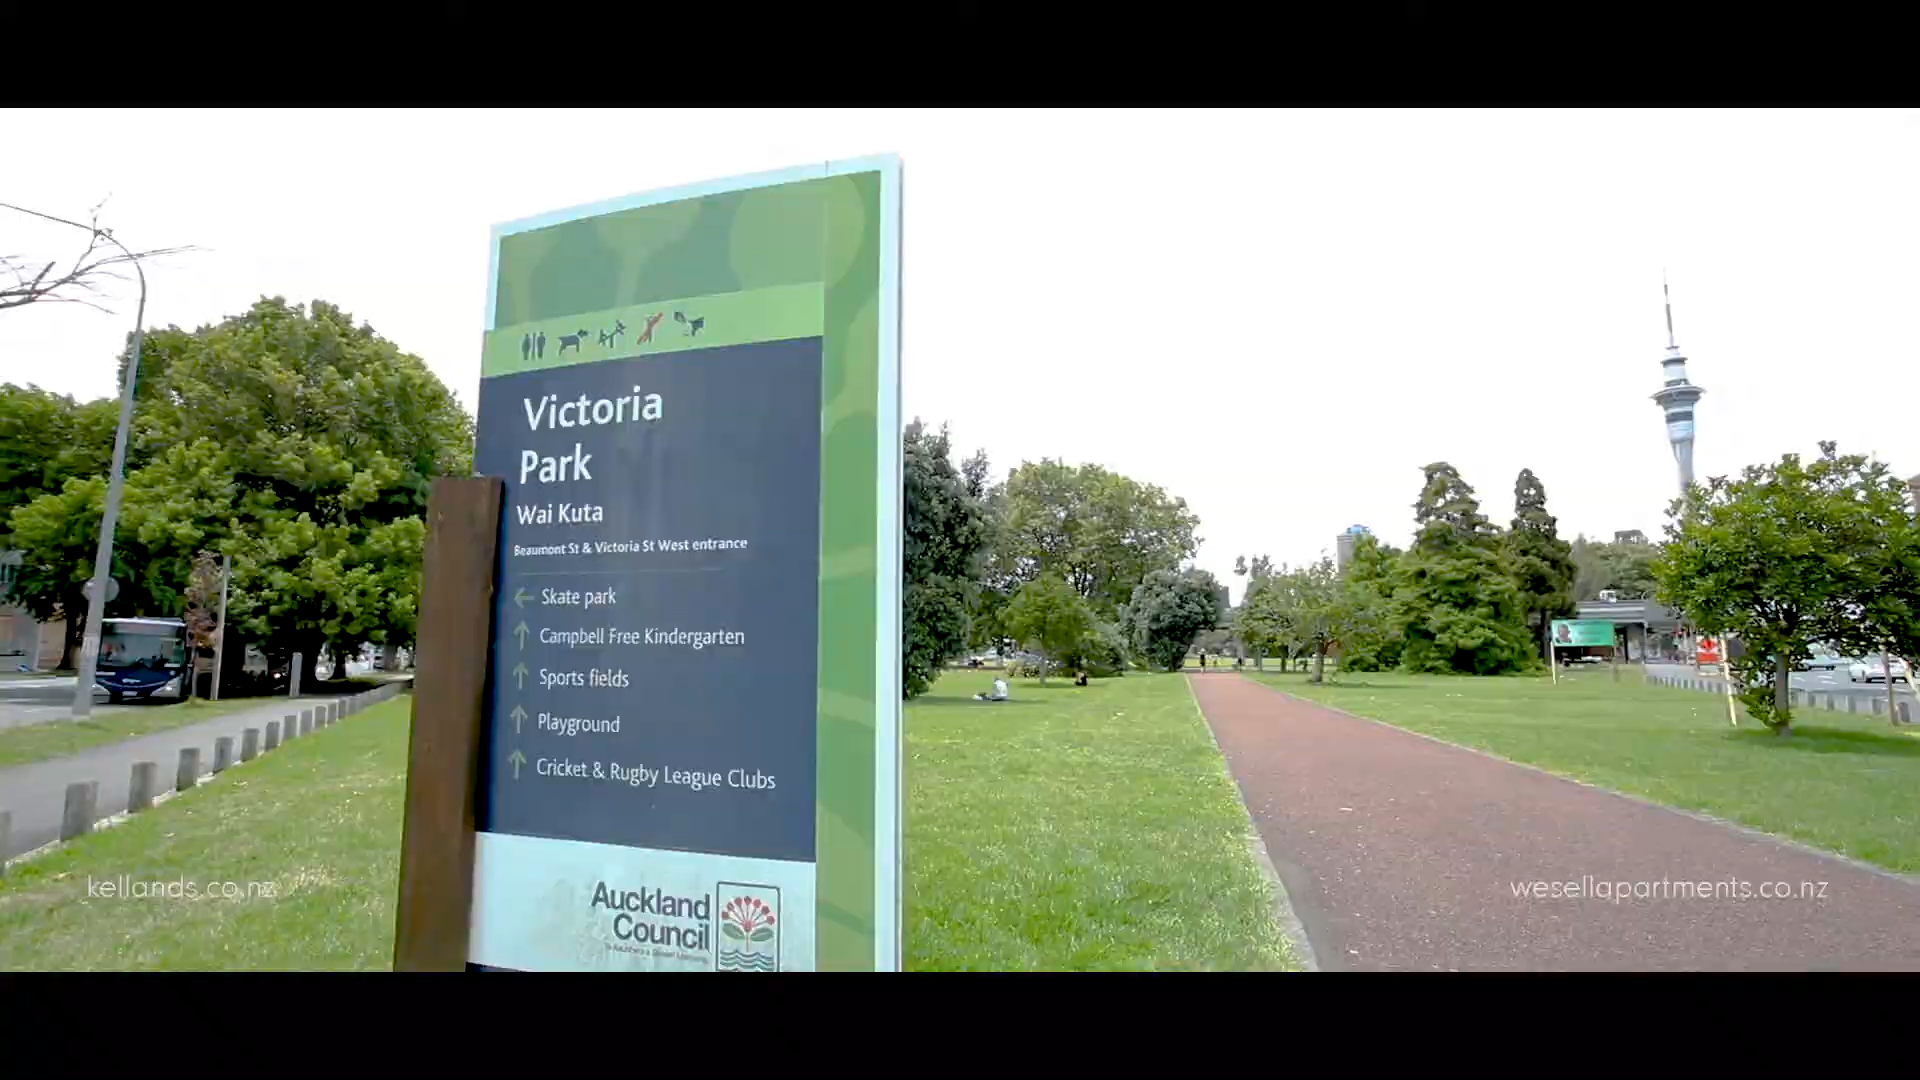 Victoria
Park
Wai Kuta
Beaumont St & Victoria St West entrance
Skate park
Campbell Free Kindergarten
Sports fields
Playground
Cricket & Rugby League Clubs
Auckland
Council
kellands.co.nz
wesellapartments.co.nz